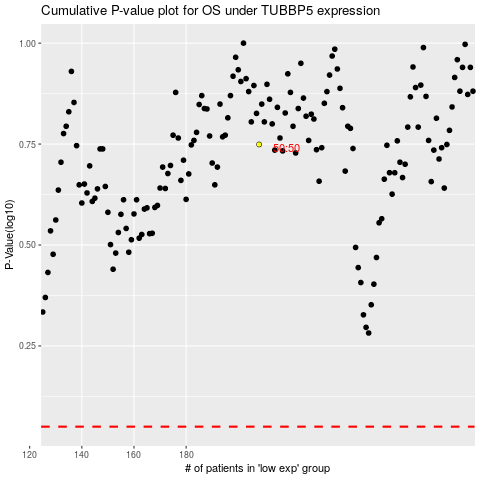 Cumulative P-value plot for OS under TUBBP5 expression
1.00
0.75
0.50
0.25
50:50
P-Value(log10)
120 140 160 180
# of patients in 'low exp' group